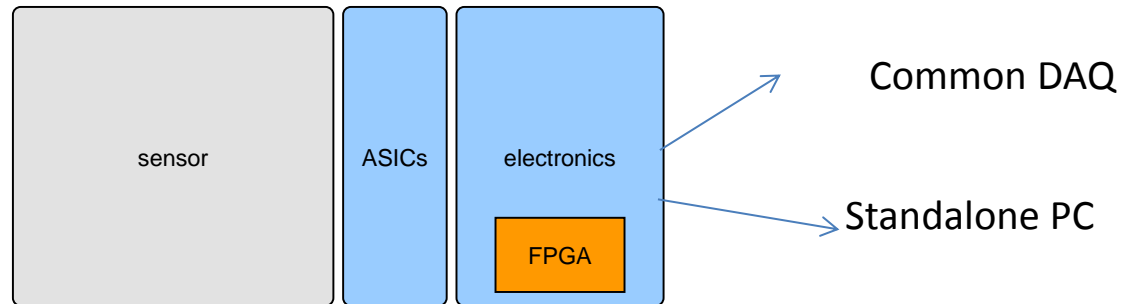 sensor
ASICs
electronics
FPGA
Common DAQ
Standalone PC